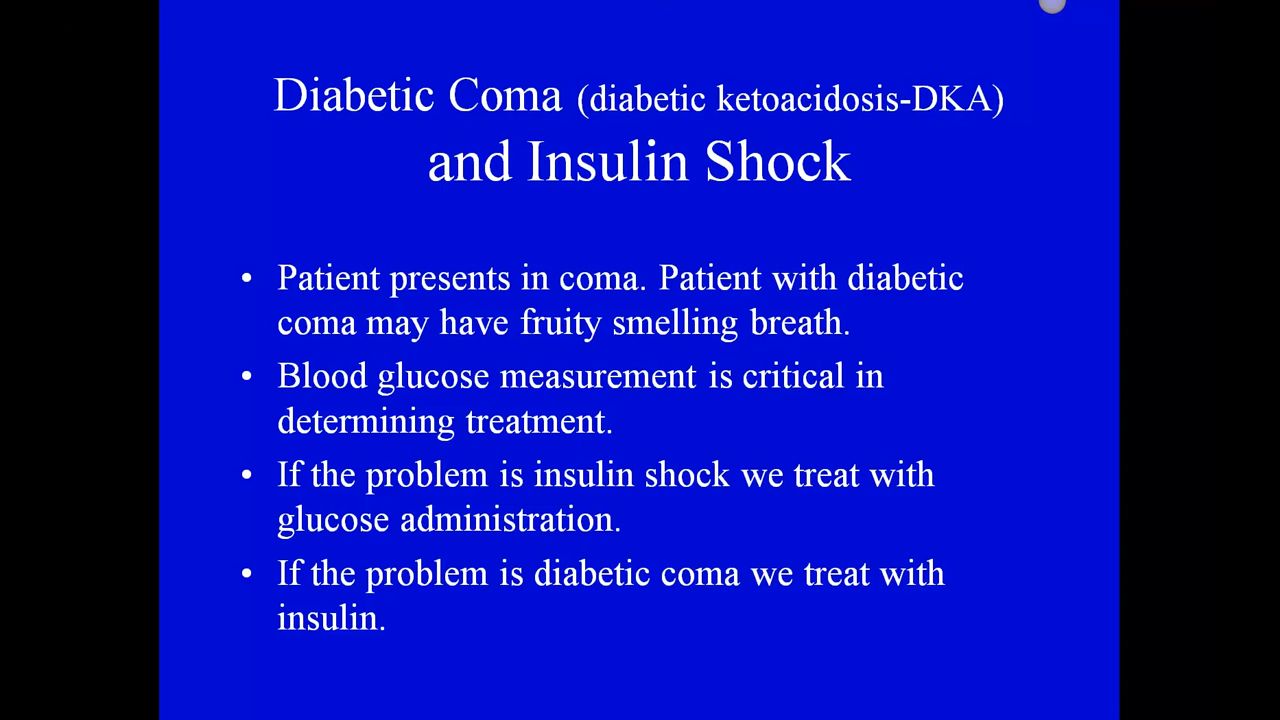 Diabetic Coma (diabetic ketoacidosis-DKA)
and Insulin Shock
• Patient presents in coma. Patient with diabetic
coma may have fruity smelling breath.
• Blood glucose measurement is critical in
determining treatment.
• If the problem is insulin shock we treat with
glucose administration.
• If the problem is diabetic coma we treat with
insulin.